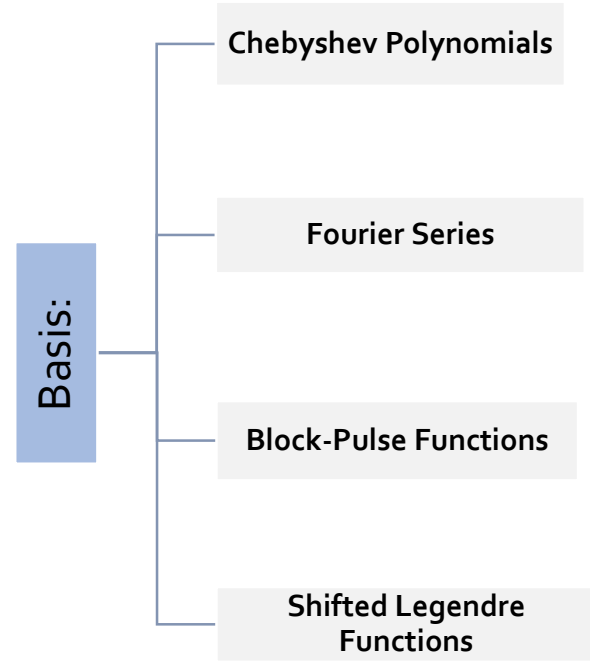 Basis:
Chebyshev Polynomials
Fourier Series
Block-Pulse Functions
Shifted Legendre
Functions